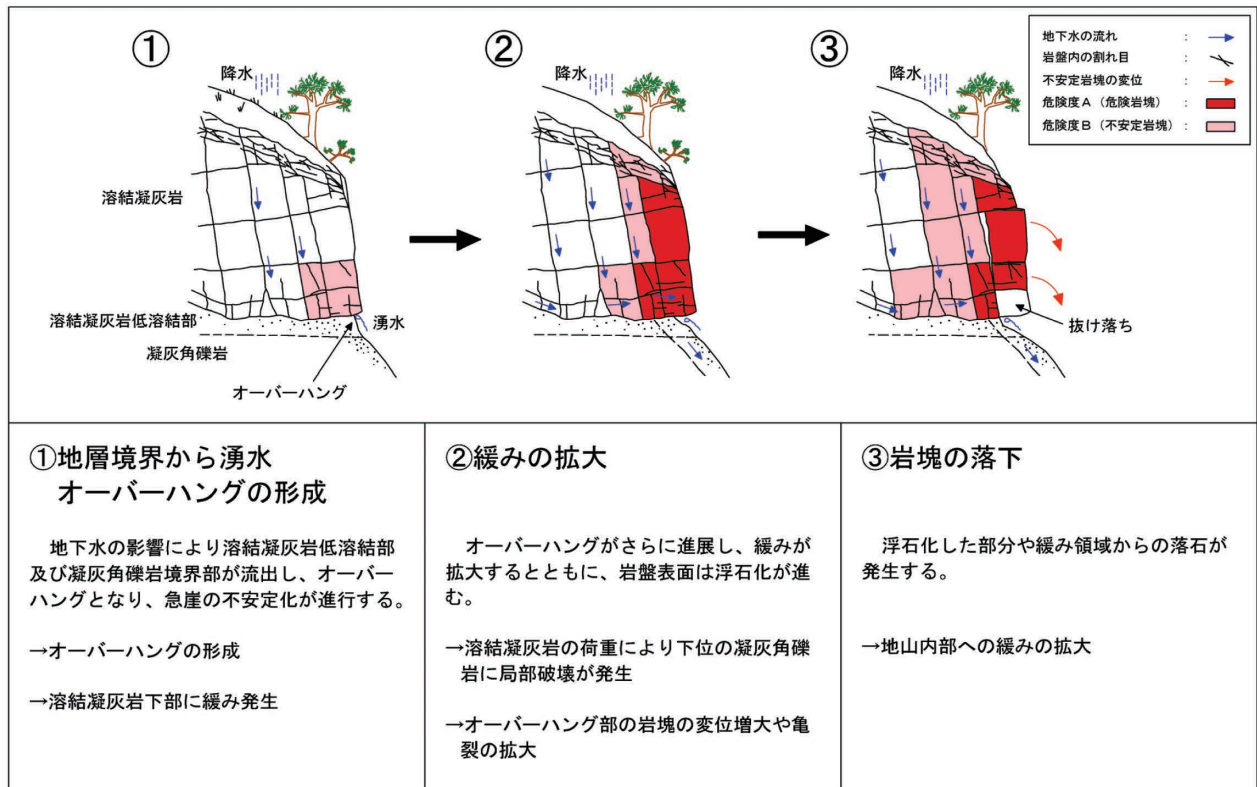 ①
②
③
地下水の流れ ：
岩盤内の割れ目 ：
不安定岩塊の変位 ：
危険度A（危険岩塊） ：
危険度B（不安定岩塊） ：
降水
降水
降水
溶結凝灰岩
溶結凝灰岩低溶結部
凝灰角礫岩
湧水
オーバーハング
抜け落ち
①地層境界から湧水
オーバーハングの形成
地下水の影響により溶結凝灰岩低溶結部
及び凝灰角礫岩境界部が流出し、オーバー
ハングとなり、急崖の不安定化が進行する。
→オーバーハングの形成
→溶結凝灰岩下部に緩み発生
②緩みの拡大
オーバーハングがさらに進展し、緩みが
拡大するとともに、岩盤表面は浮石化が進
む。
→溶結凝灰岩の荷重により下位の凝灰角礫
岩に局部破壊が発生
→オーバーハング部の岩塊の変位増大や亀
裂の拡大
③岩塊の落下
浮石化した部分や緩み領域からの落石が
発生する。
→地山内部への緩みの拡大